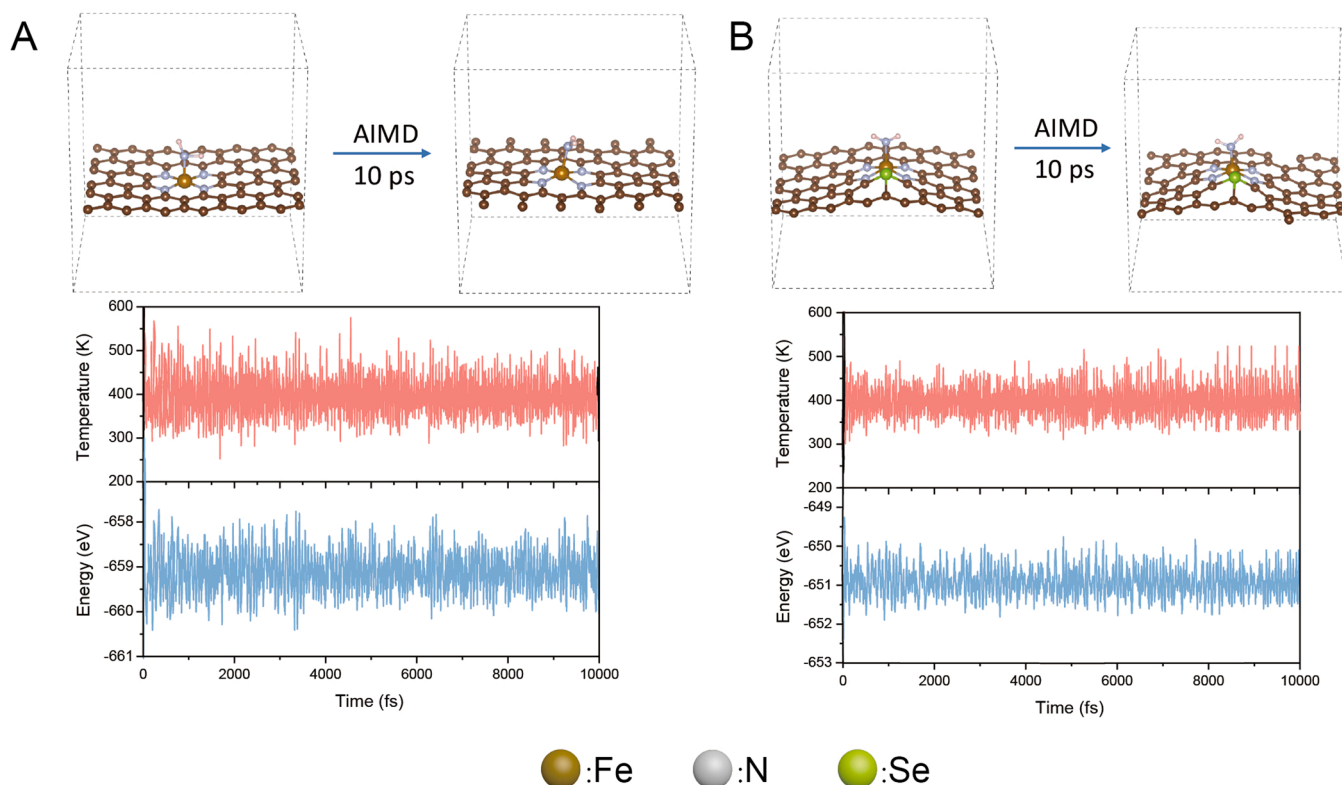 A
AIMD
10 ps
B
AIMD
10 ps
600
500
400
300
200
Temperature (K)
-658
-659
-660
-661
Energy (eV)
0 2000 4000 6000 8000 10000
Time (fs)
600
500
400
300
200
Temperature (K)
-649
-650
-651
-652
-653
Energy (eV)
0 2000 4000 6000 8000 10000
Time (fs)
:Fe :N :Se